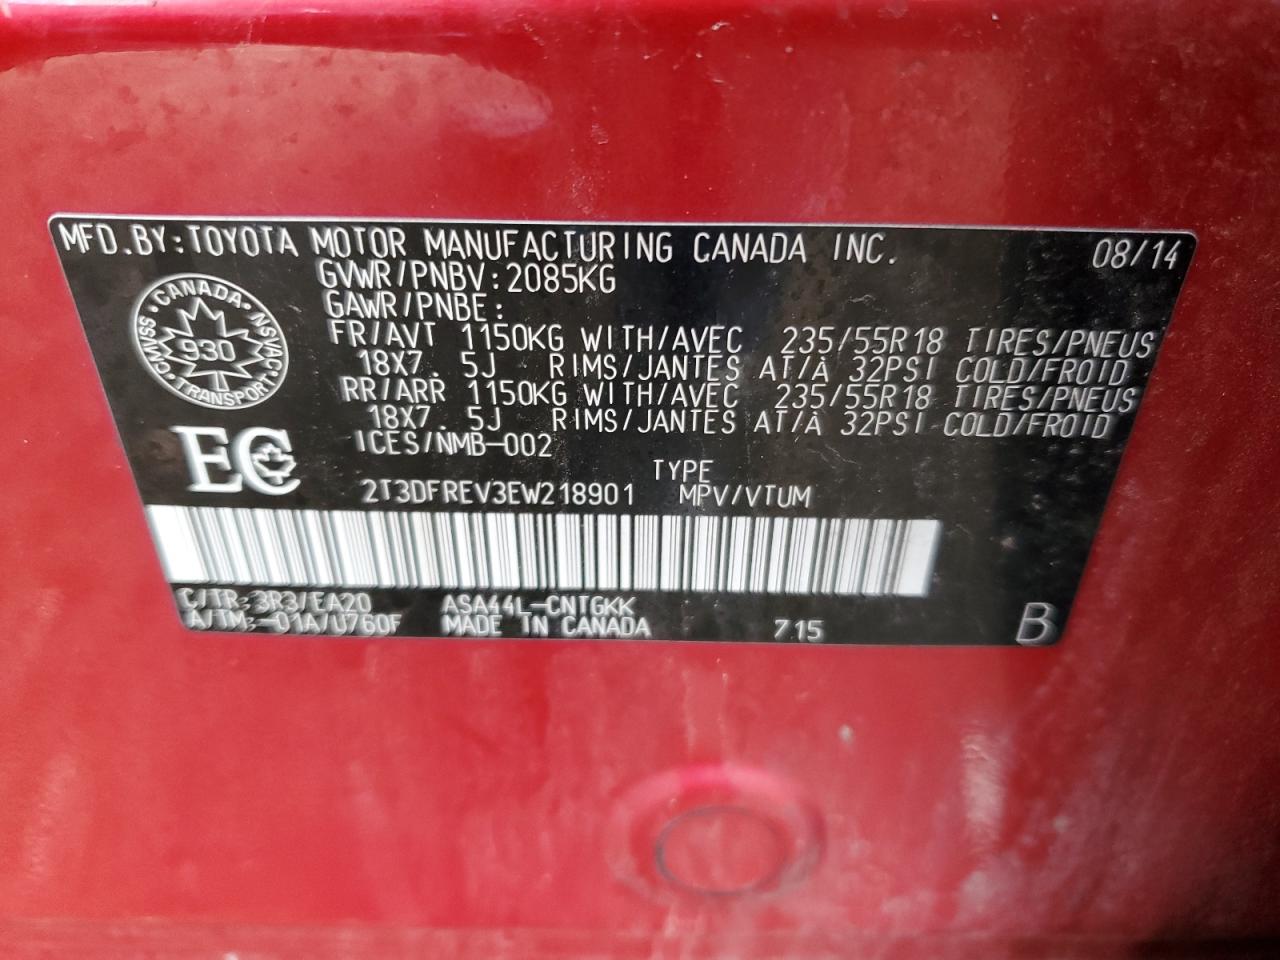 MFD.BY:TOYOTA MOTOR MANUFACTURING CANADA INC. 08/14
GVWR/PNBV:2085KG
GAWR/PNBE:
FR/AVT 1150KG WITH/AVEC 235/55R18 TIRES/PNEUS
18X7.5J RIMS/JANTES AT/À 32PSI COLD/FROID
RR/ARR 1150KG WITH/AVEC 235/55R18 TIRES/PNEUS
18X7.5J RIMS/JANTES AT/À 32PSI COLD/FROID
ICES/NMB-002
CANADA
CMVSS NSVAC
930
TRANSPORT
EC
TYPE
2T3DFREV3EW218901 MPV/VTUM
C/TR:3R3/EA20 ASA44L-CNTGKK
A/TM:-01A/U760F MADE IN CANADA 715 B